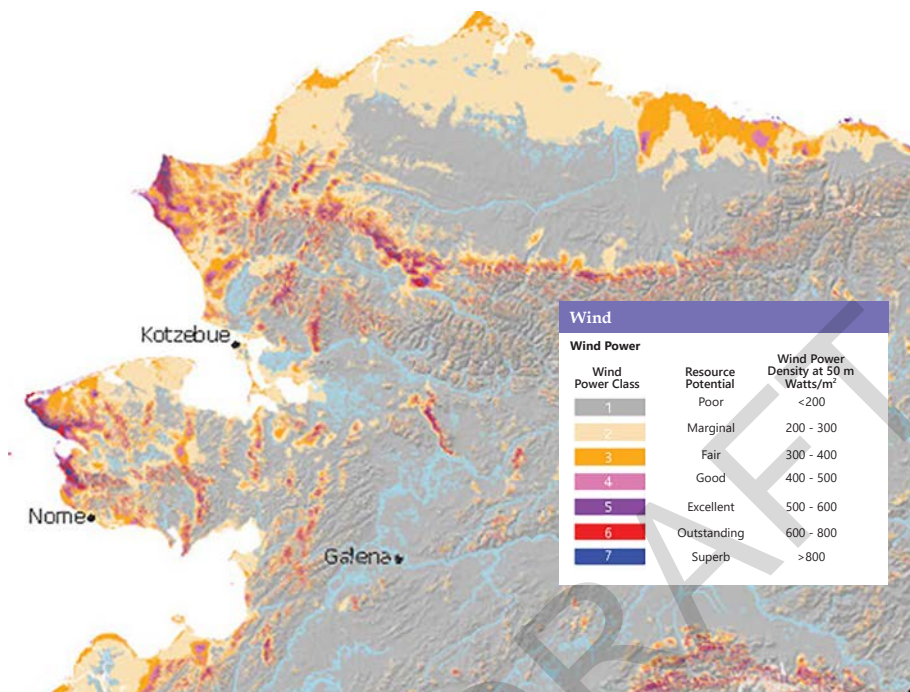 Kotzebue
Nome
Galena
Wind
Wind Power
Wind Power Class
Resource Potential
Wind Power Density at 50 m Watts/m²
1 Poor <200
2 Marginal 200 - 300
3 Fair 300 - 400
4 Good 400 - 500
5 Excellent 500 - 600
6 Outstanding 600 - 800
7 Superb >800
DRAFT